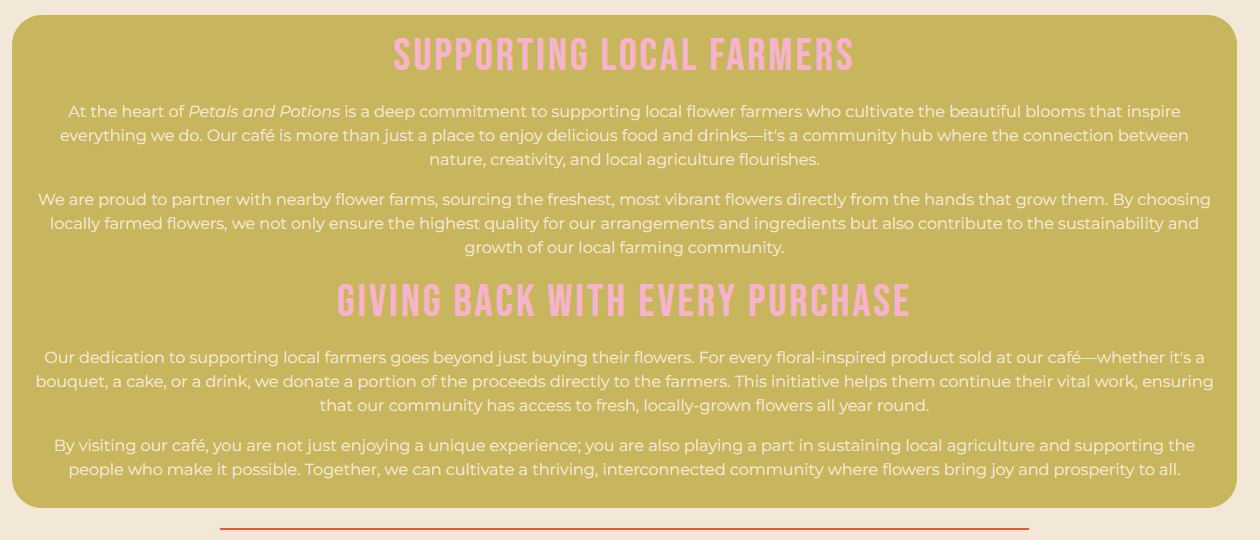 SUPPORTING LOCAL FARMERS
At the heart of Petals and Potions is a deep commitment to supporting local flower farmers who cultivate the beautiful blooms that inspire
everything we do. Our café is more than just a place to enjoy delicious food and drinks—it's a community hub where the connection between
nature, creativity, and local agriculture flourishes.
We are proud to partner with nearby flower farms, sourcing the freshest, most vibrant flowers directly from the hands that grow them. By choosing
locally farmed flowers, we not only ensure the highest quality for our arrangements and ingredients but also contribute to the sustainability and
growth of our local farming community.
GIVING BACK WITH EVERY PURCHASE
Our dedication to supporting local farmers goes beyond just buying their flowers. For every floral-inspired product sold at our café—whether it's a
bouquet, a cake, or a drink, we donate a portion of the proceeds directly to the farmers. This initiative helps them continue their vital work, ensuring
that our community has access to fresh, locally-grown flowers all year round.
By visiting our café, you are not just enjoying a unique experience; you are also playing a part in sustaining local agriculture and supporting the
people who make it possible. Together, we can cultivate a thriving, interconnected community where flowers bring joy and prosperity to all.